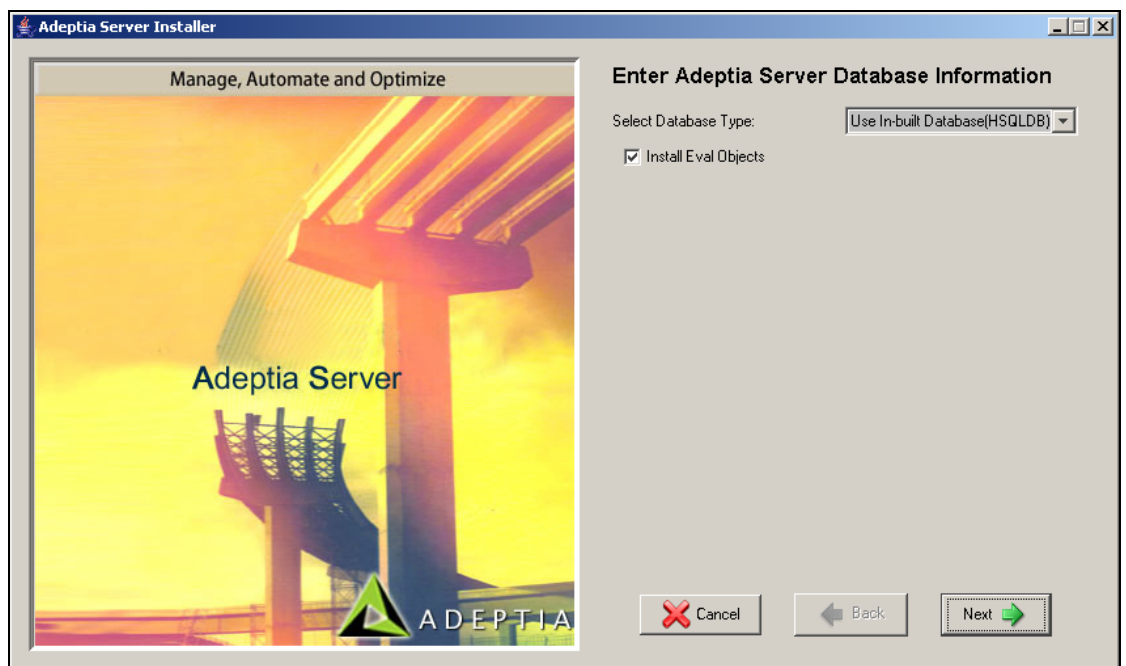 Adeptia Server Installer
Manage, Automate and Optimize
Adeptia Server
ADEPTIA
Enter Adeptia Server Database Information
Select Database Type:
Use In-built Database(HSQLDB)
Install Eval Objects
Cancel
Back
Next